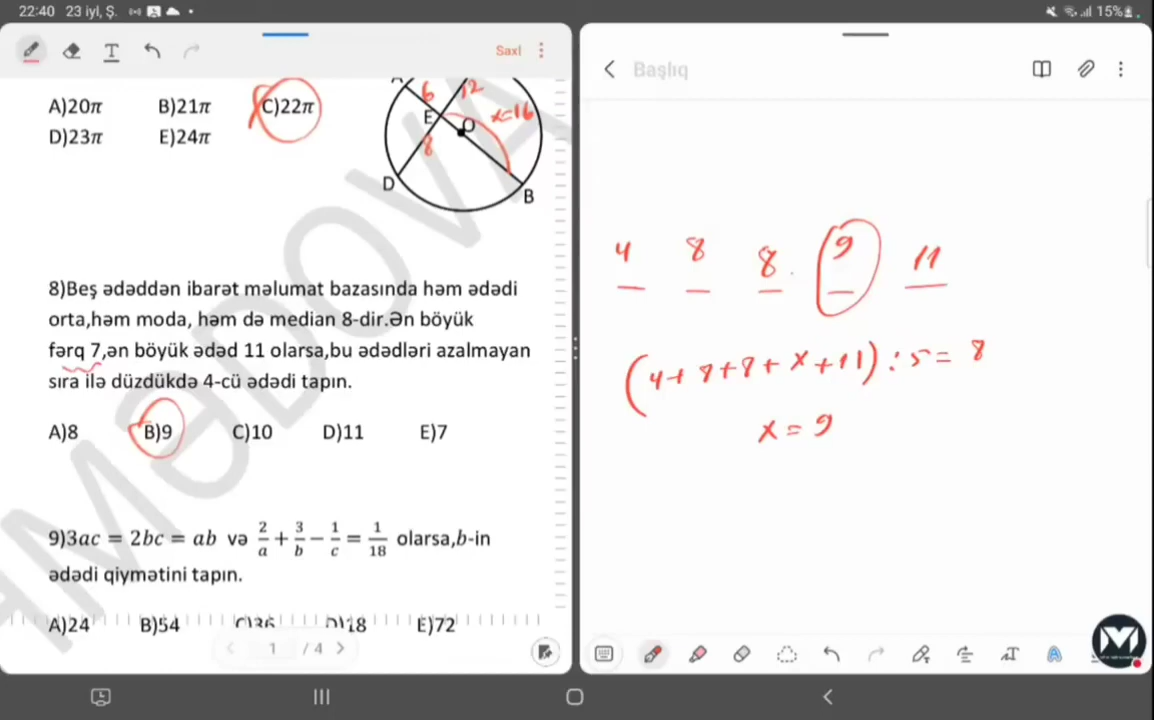 22:40 23 iyl, Ş. 15%
Saxl
A)20π B)21π C)22π
D)23π E)24π
A 6 12 x=16
E O
8
D
B
8)Beş ədəddən ibarət məlumat bazasında həm ədədi
orta,həm moda, həm də median 8-dir.Ən böyük
fərq 7,ən böyük ədəd 11 olarsa,bu ədədləri azalmayan
sıra ilə düzdükdə 4-cü ədədi tapın.
A)8 B)9 C)10 D)11 E)7
9)3ac = 2bc = ab və 2/a + 3/b − 1/c = 1/18 olarsa,b-in
ədədi qiymətini tapın.
A)24 B)54 C)36 D)18 E)72
1 / 4
Başlıq
4 8 8 9 11
(4+8+8+x+11):5=8
x=9